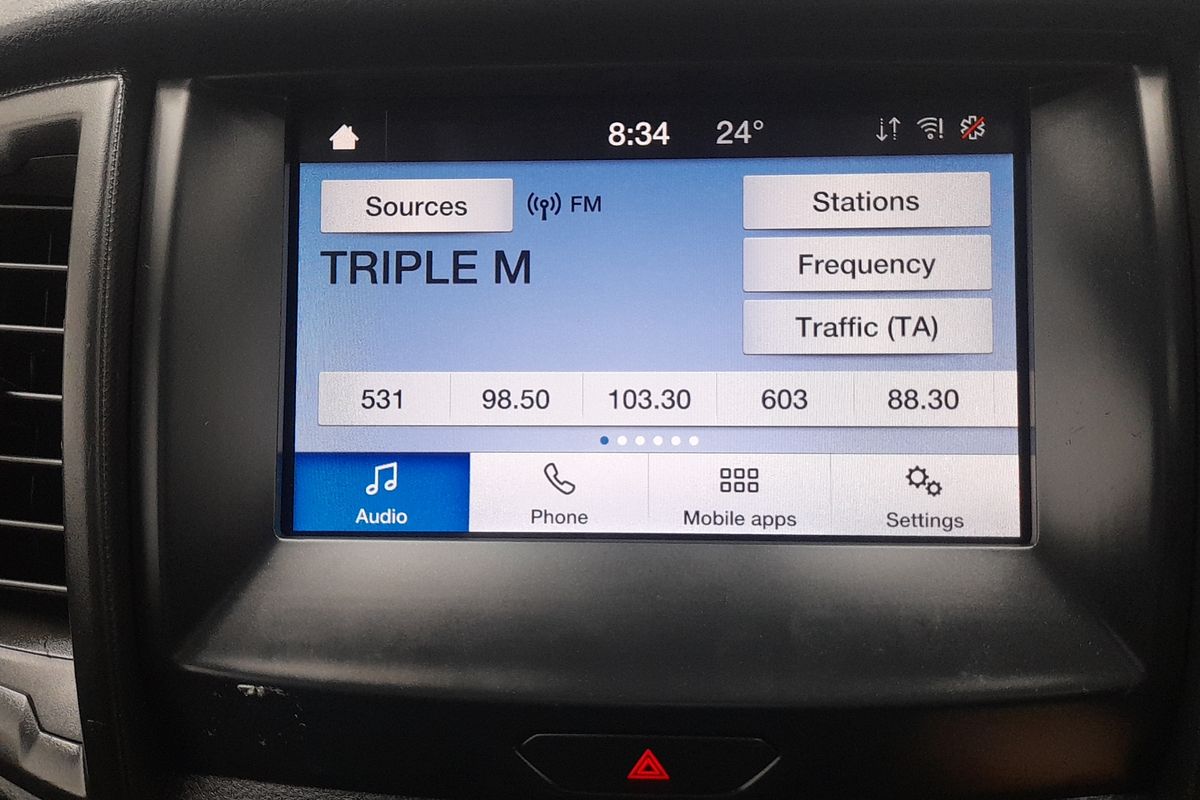 8:34 24°
Sources FM Stations
TRIPLE M Frequency
Traffic (TA)
531 98.50 103.30 603 88.30
Audio Phone Mobile apps Settings